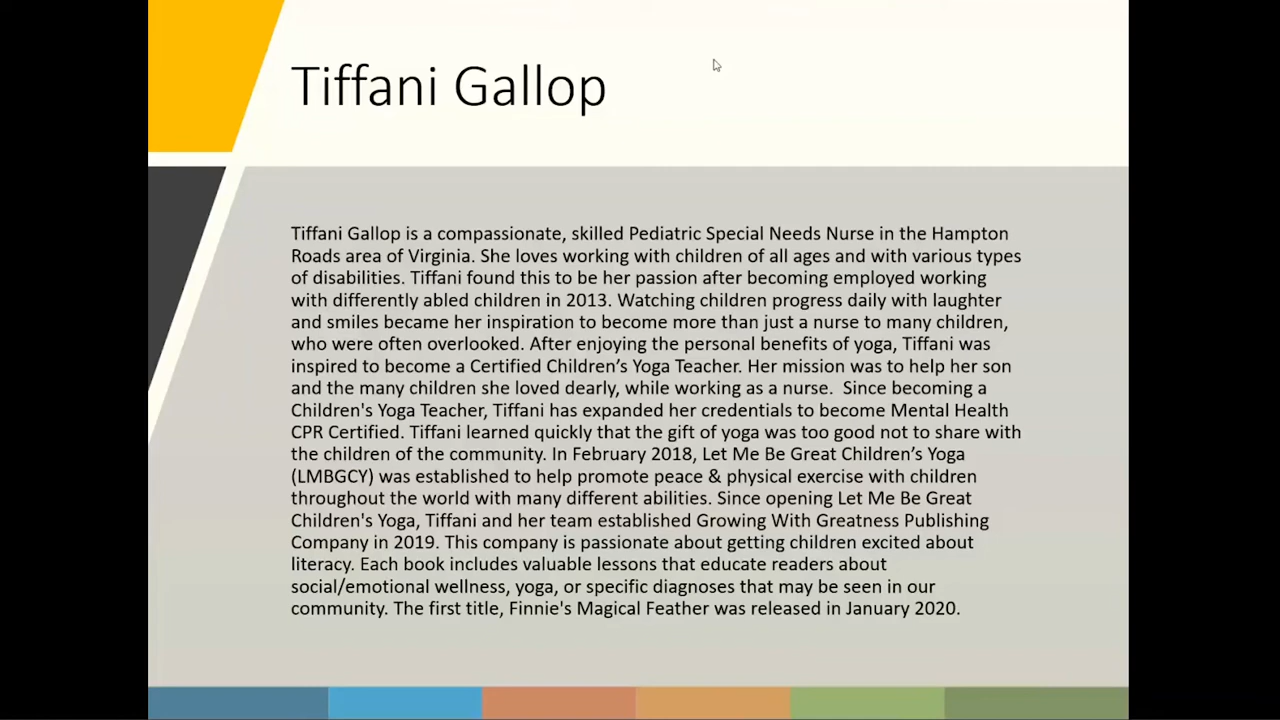 Tiffani Gallop
Tiffani Gallop is a compassionate, skilled Pediatric Special Needs Nurse in the Hampton
Roads area of Virginia. She loves working with children of all ages and with various types
of disabilities. Tiffani found this to be her passion after becoming employed working
with differently abled children in 2013. Watching children progress daily with laughter
and smiles became her inspiration to become more than just a nurse to many children,
who were often overlooked. After enjoying the personal benefits of yoga, Tiffani was
inspired to become a Certified Children’s Yoga Teacher. Her mission was to help her son
and the many children she loved dearly, while working as a nurse.  Since becoming a
Children's Yoga Teacher, Tiffani has expanded her credentials to become Mental Health
CPR Certified. Tiffani learned quickly that the gift of yoga was too good not to share with
the children of the community. In February 2018, Let Me Be Great Children’s Yoga
(LMBGCY) was established to help promote peace & physical exercise with children
throughout the world with many different abilities. Since opening Let Me Be Great
Children's Yoga, Tiffani and her team established Growing With Greatness Publishing
Company in 2019. This company is passionate about getting children excited about
literacy. Each book includes valuable lessons that educate readers about
social/emotional wellness, yoga, or specific diagnoses that may be seen in our
community. The first title, Finnie's Magical Feather was released in January 2020.